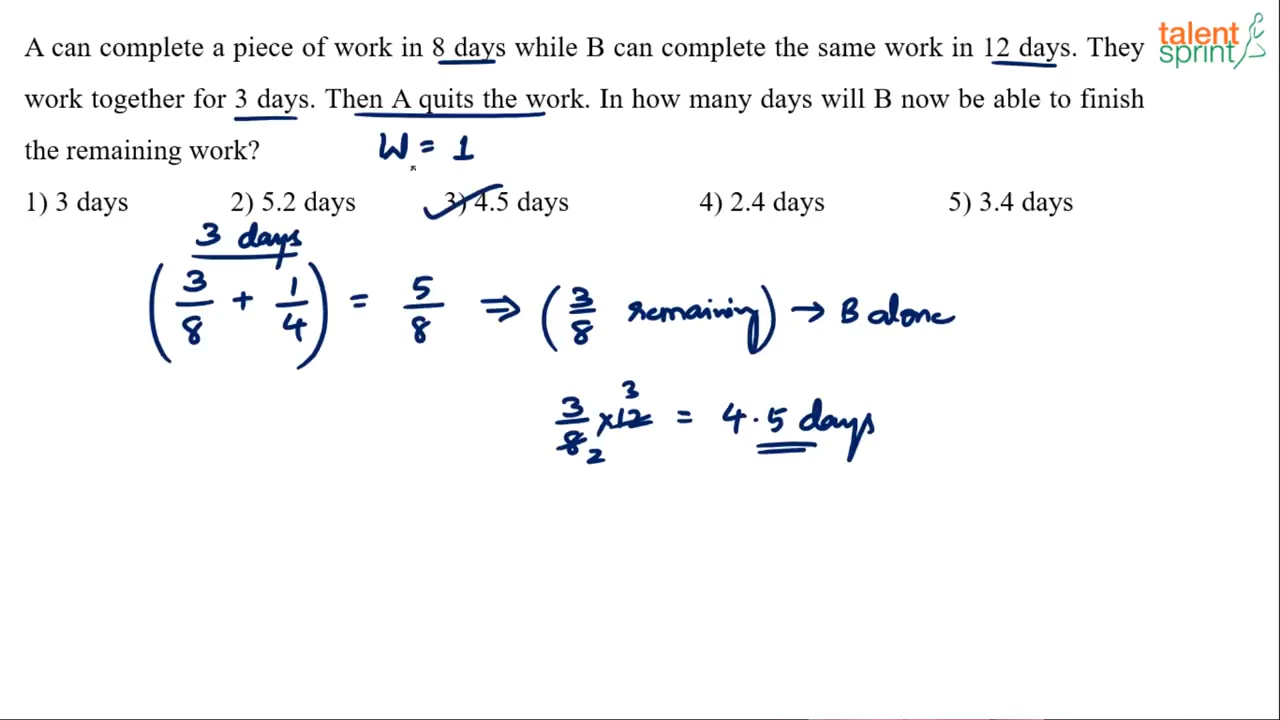 talent
sprint
A can complete a piece of work in 8 days while B can complete the same work in 12 days. They
work together for 3 days. Then A quits the work. In how many days will B now be able to finish
the remaining work?
W = 1
1) 3 days 2) 5.2 days 3) 4.5 days 4) 2.4 days 5) 3.4 days
3 days
(3/8 + 1/4) = 5/8 ⇒ (3/8 remaining) → B alone
3/8 2 × 12 3 = 4.5 days